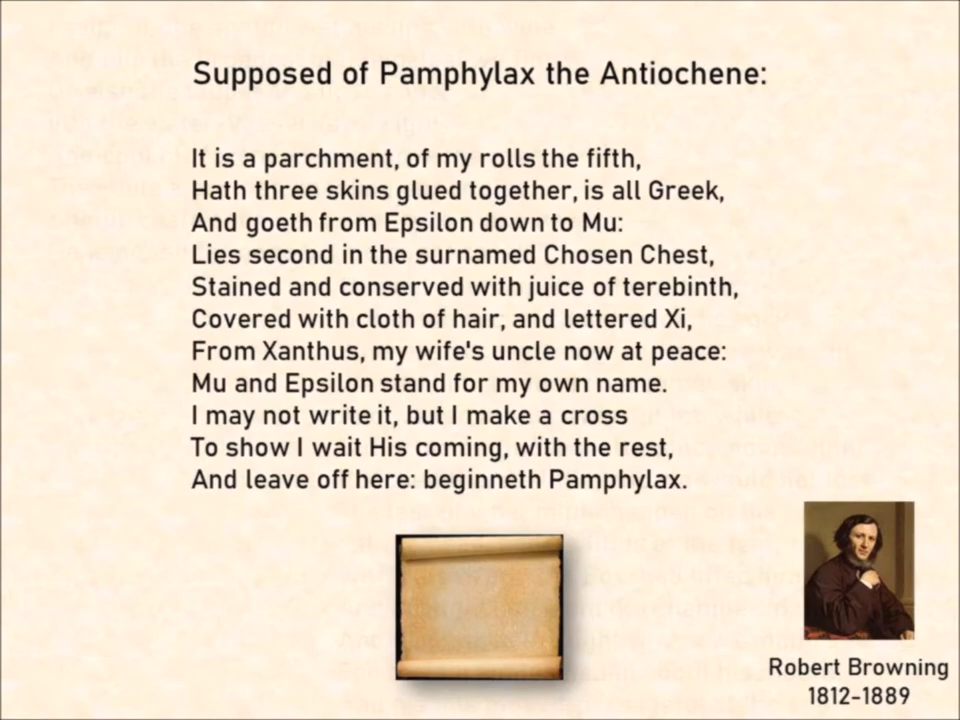 Supposed of Pamphylax the Antiochene:
It is a parchment, of my rolls the fifth,
Hath three skins glued together, is all Greek,
And goeth from Epsilon down to Mu:
Lies second in the surnamed Chosen Chest,
Stained and conserved with juice of terebinth,
Covered with cloth of hair, and lettered Xi,
From Xanthus, my wife's uncle now at peace:
Mu and Epsilon stand for my own name.
I may not write it, but I make a cross
To show I wait His coming, with the rest,
And leave off here: beginneth Pamphylax.
Robert Browning
1812-1889